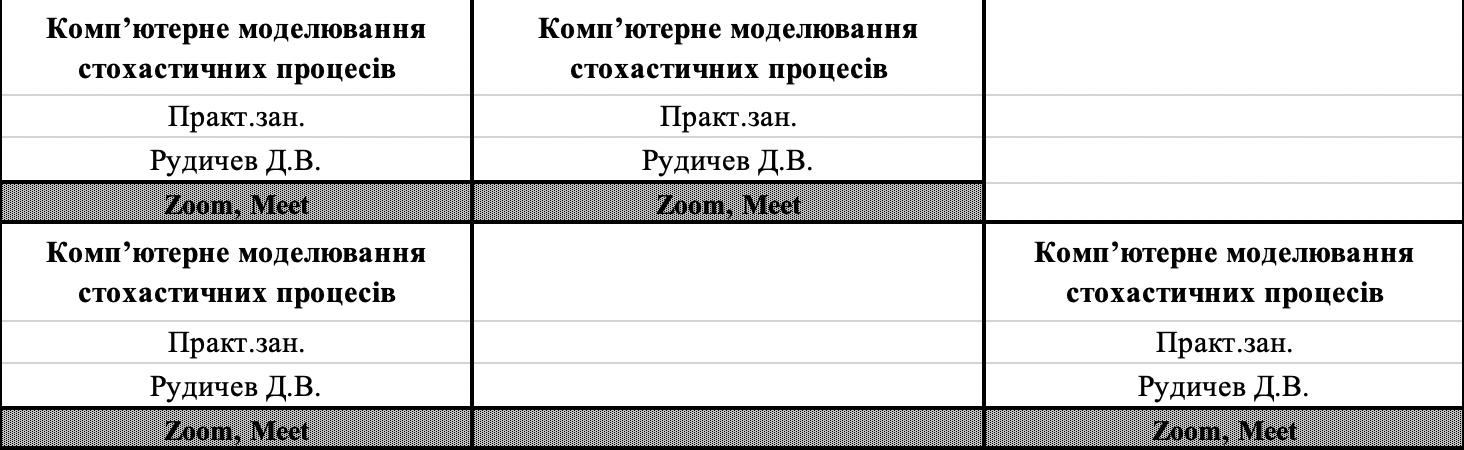 Комп’ютерне моделювання
стохастичних процесів
Практ.зан.
Рудичев Д.В.
Zoom, Meet
Комп’ютерне моделювання
стохастичних процесів
Практ.зан.
Рудичев Д.В.
Zoom, Meet
Комп’ютерне моделювання
стохастичних процесів
Практ.зан.
Рудичев Д.В.
Zoom, Meet
Комп’ютерне моделювання
стохастичних процесів
Практ.зан.
Рудичев Д.В.
Zoom, Meet